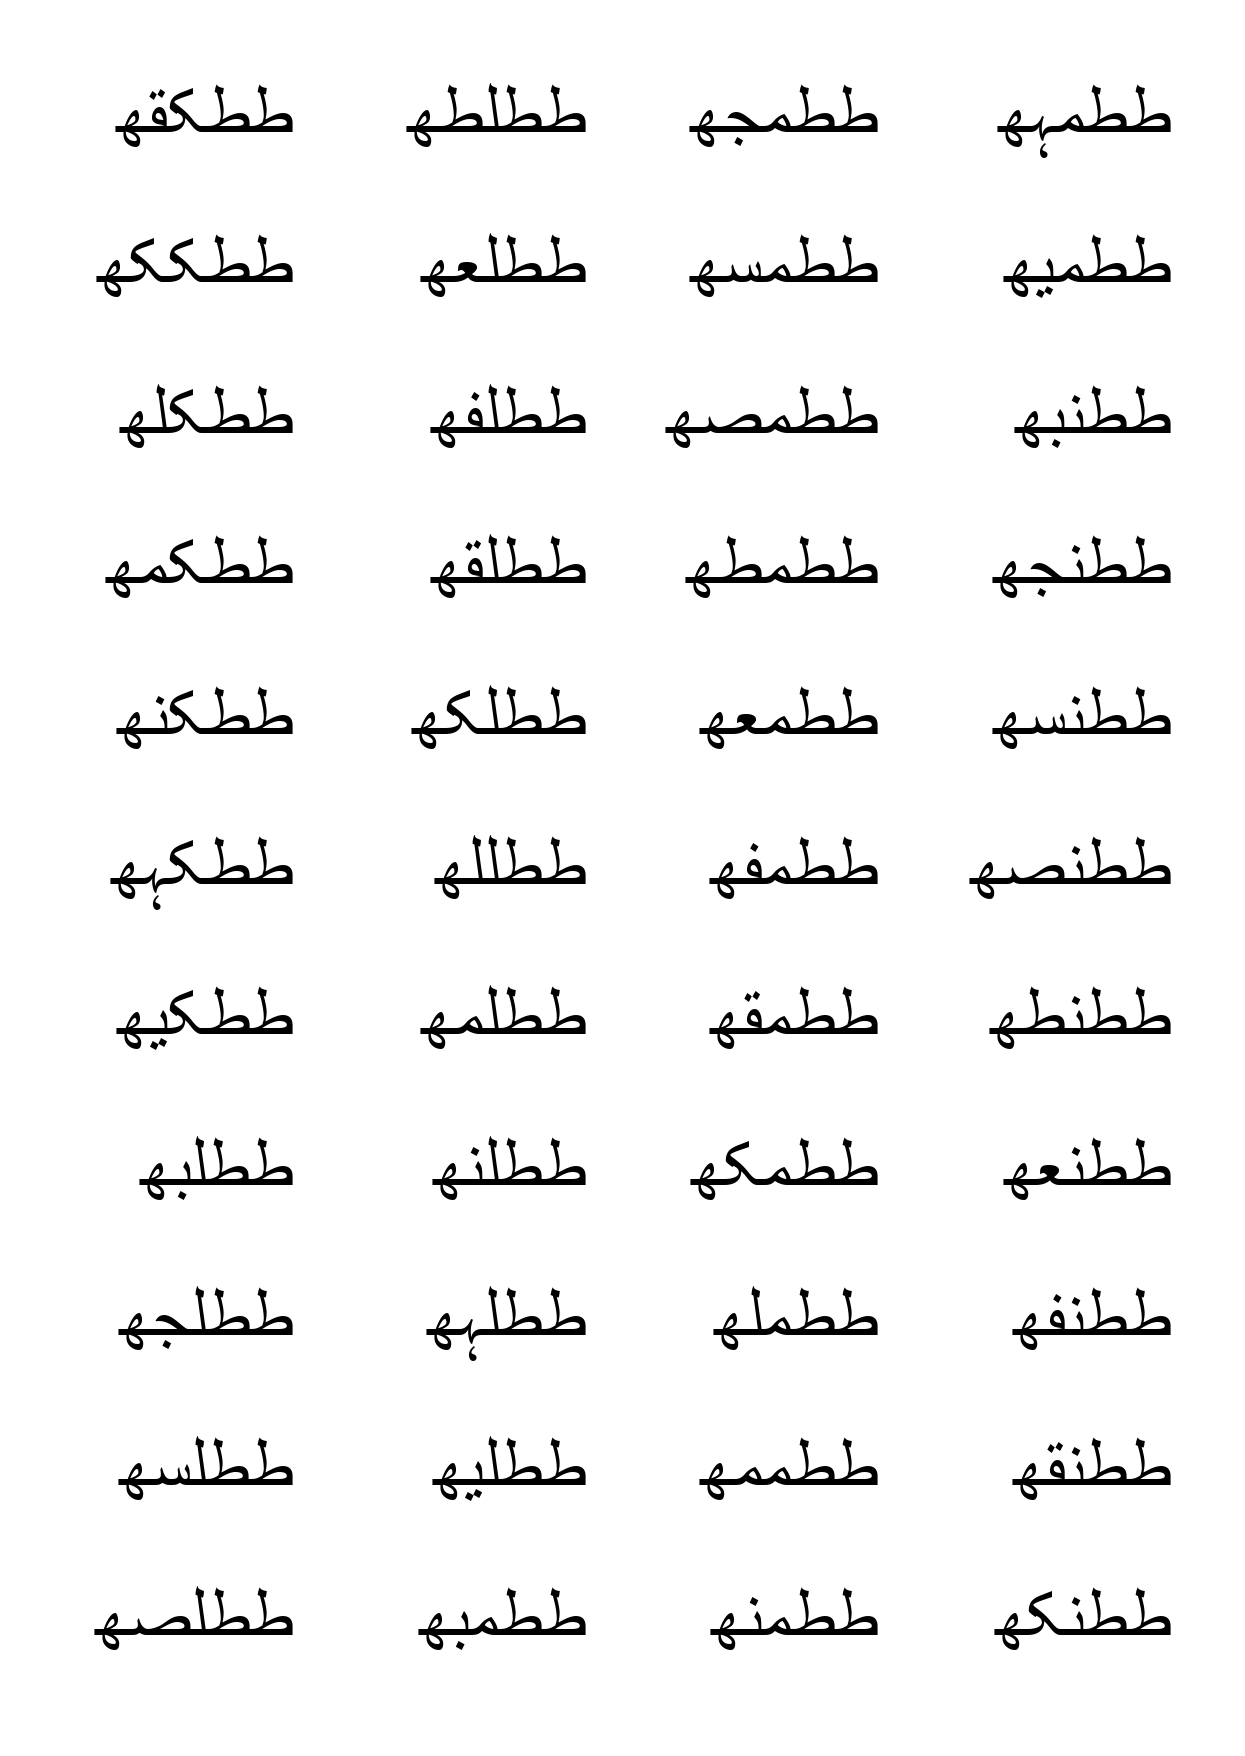 ططمہھ ططمجھ ططلطھ ططکقھ
ططمیھ ططمسھ ططلعھ ططککھ
ططنبھ ططمصھ ططلفھ ططکلھ
ططنجھ ططمطھ ططلقھ ططکمھ
ططنسھ ططمعھ ططلکھ ططکنھ
ططنصھ ططمفھ ططللھ ططکہھ
ططنطھ ططمقھ ططلمھ ططکیھ
ططنعھ ططمکھ ططلنھ ططلبھ
ططنفھ ططملھ ططلہھ ططلجھ
ططنقھ ططممھ ططلیھ ططلسھ
ططنکھ ططمنھ ططمبھ ططلصھ